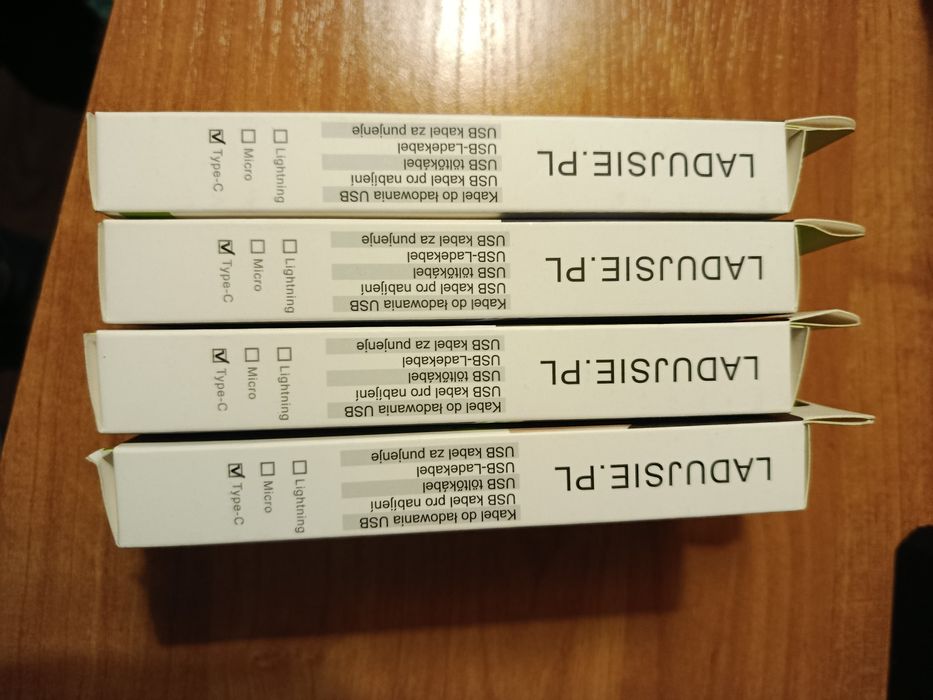 LADUJSIE.PL
Kabel do ładowania USB
USB kabel pro nabíjení
USB töltőkábel
USB-Ladekabel
USB kabel za punjenje
Lightning
Micro
Type-C
LADUJSIE.PL
Kabel do ładowania USB
USB kabel pro nabíjení
USB töltőkábel
USB-Ladekabel
USB kabel za punjenje
Lightning
Micro
Type-C
LADUJSIE.PL
Kabel do ładowania USB
USB kabel pro nabíjení
USB töltőkábel
USB-Ladekabel
USB kabel za punjenje
Lightning
Micro
Type-C
LADUJSIE.PL
Kabel do ładowania USB
USB kabel pro nabíjení
USB töltőkábel
USB-Ladekabel
USB kabel za punjenje
Lightning
Micro
Type-C